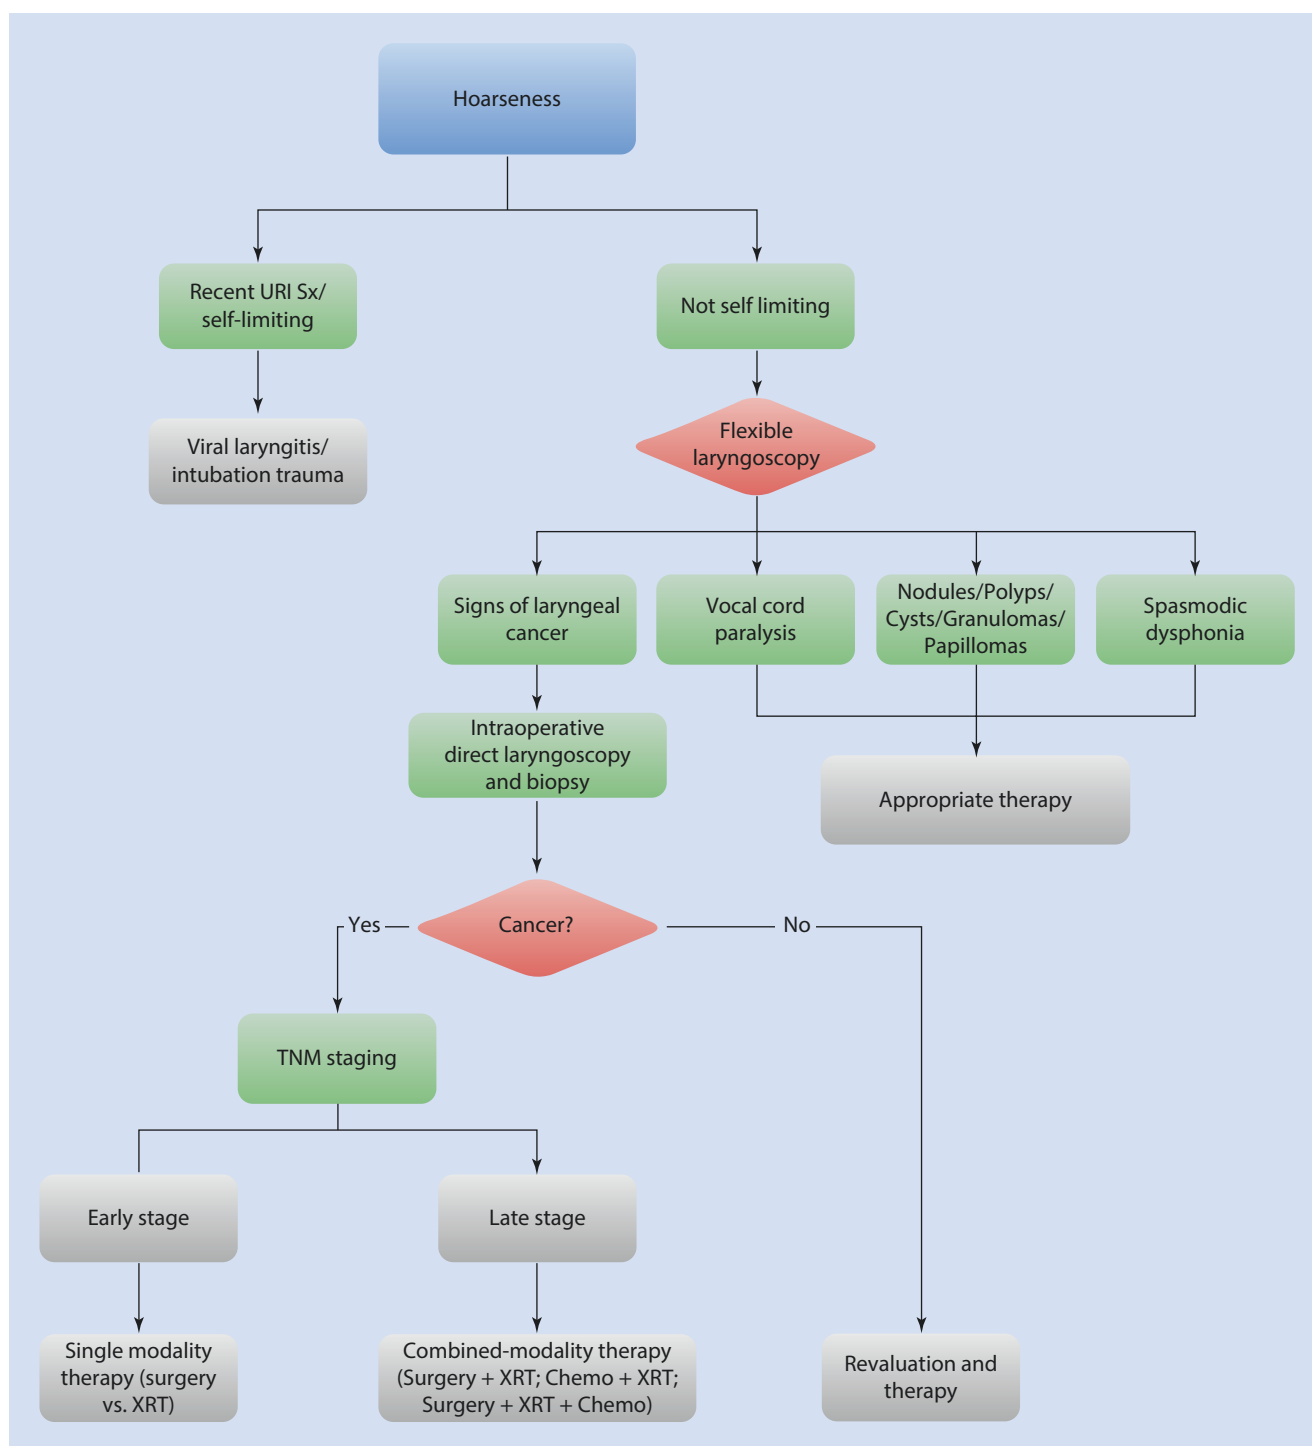 Hoarseness
Recent URI Sx/
self-limiting
Not self limiting
Viral laryngitis/
intubation trauma
Flexible
laryngoscopy
Signs of laryngeal
cancer
Vocal cord
paralysis
Nodules/Polyps/
Cysts/Granulomas/
Papillomas
Spasmodic
dysphonia
Intraoperative
direct laryngoscopy
and biopsy
Appropriate therapy
Yes
Cancer?
No
TNM staging
Early stage
Late stage
Single modality
therapy (surgery
vs. XRT)
Combined-modality therapy
(Surgery + XRT; Chemo + XRT;
Surgery + XRT + Chemo)
Revaluation and
therapy